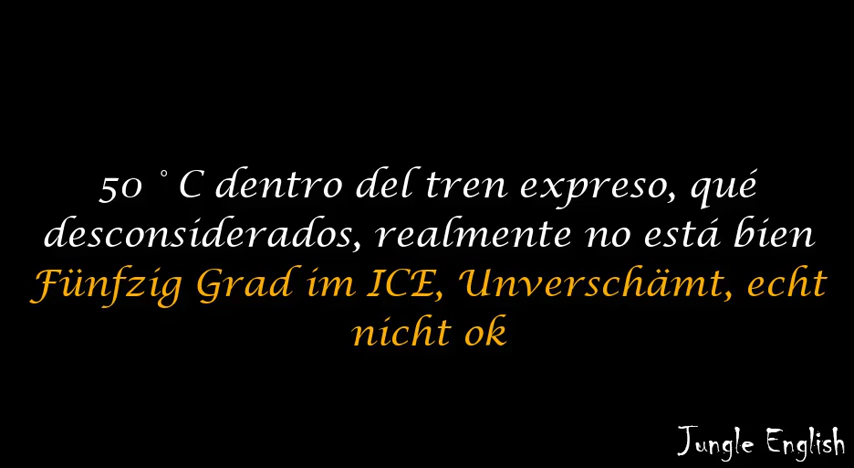 50 °C dentro del tren expreso, qué
desconsiderados, realmente no está bien
Fünfzig Grad im ICE, Unverschämt, echt
nicht ok
Jungle English